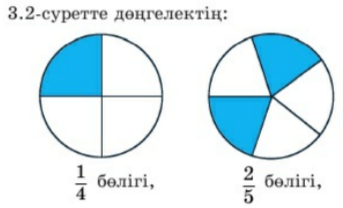 3.2-суретте дөңгелектің:
1/4 бөлігі, 2/5 бөлігі,